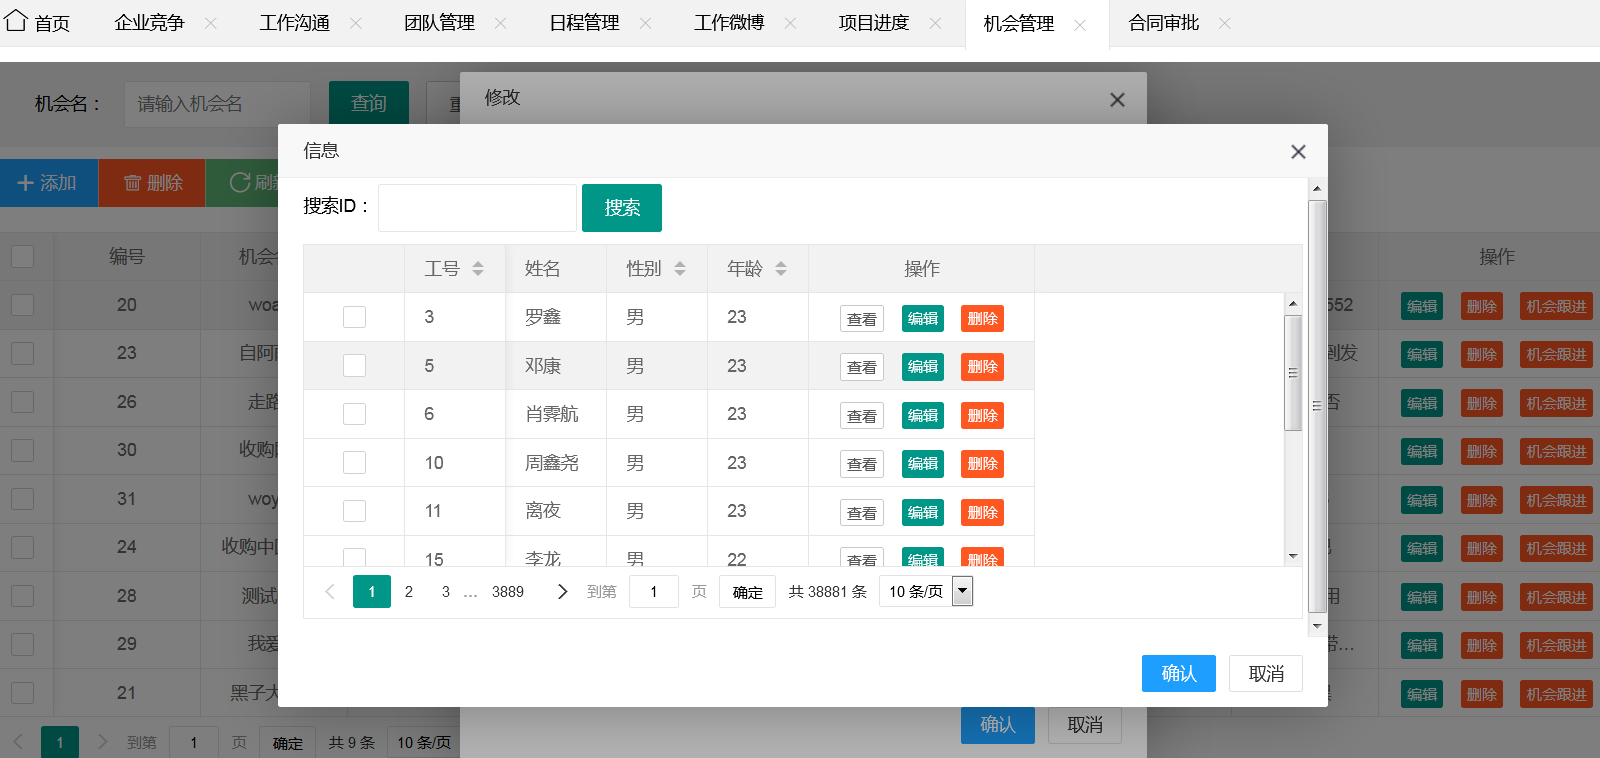 首页 企业竞争 工作沟通 团队管理 日程管理 工作微博 项目进度 机会管理 合同审批
机会名： 请输入机会名 查询
修改
信息
添加 删除
搜索ID： 搜索
编号 操作
工号 姓名 性别 年龄 操作
20 编辑 删除 机会跟进
3 罗鑫 男 23 查看 编辑 删除
23 编辑 删除 机会跟进
5 邓康 男 23 查看 编辑 删除
26 编辑 删除 机会跟进
6 肖霁航 男 23 查看 编辑 删除
30 编辑 删除 机会跟进
10 周鑫尧 男 23 查看 编辑 删除
31 编辑 删除 机会跟进
11 离夜 男 23 查看 编辑 删除
24 编辑 删除 机会跟进
15 李龙 男 22 查看 编辑 删除
28 编辑 删除 机会跟进
1 2 3 … 3889 到第 1 页 确定 共 38881 条 10 条/页
29 编辑 删除 机会跟进
确认 取消
21 编辑 删除 机会跟进
确认 取消
1 到第 1 页 确定 共 9 条 10 条/页